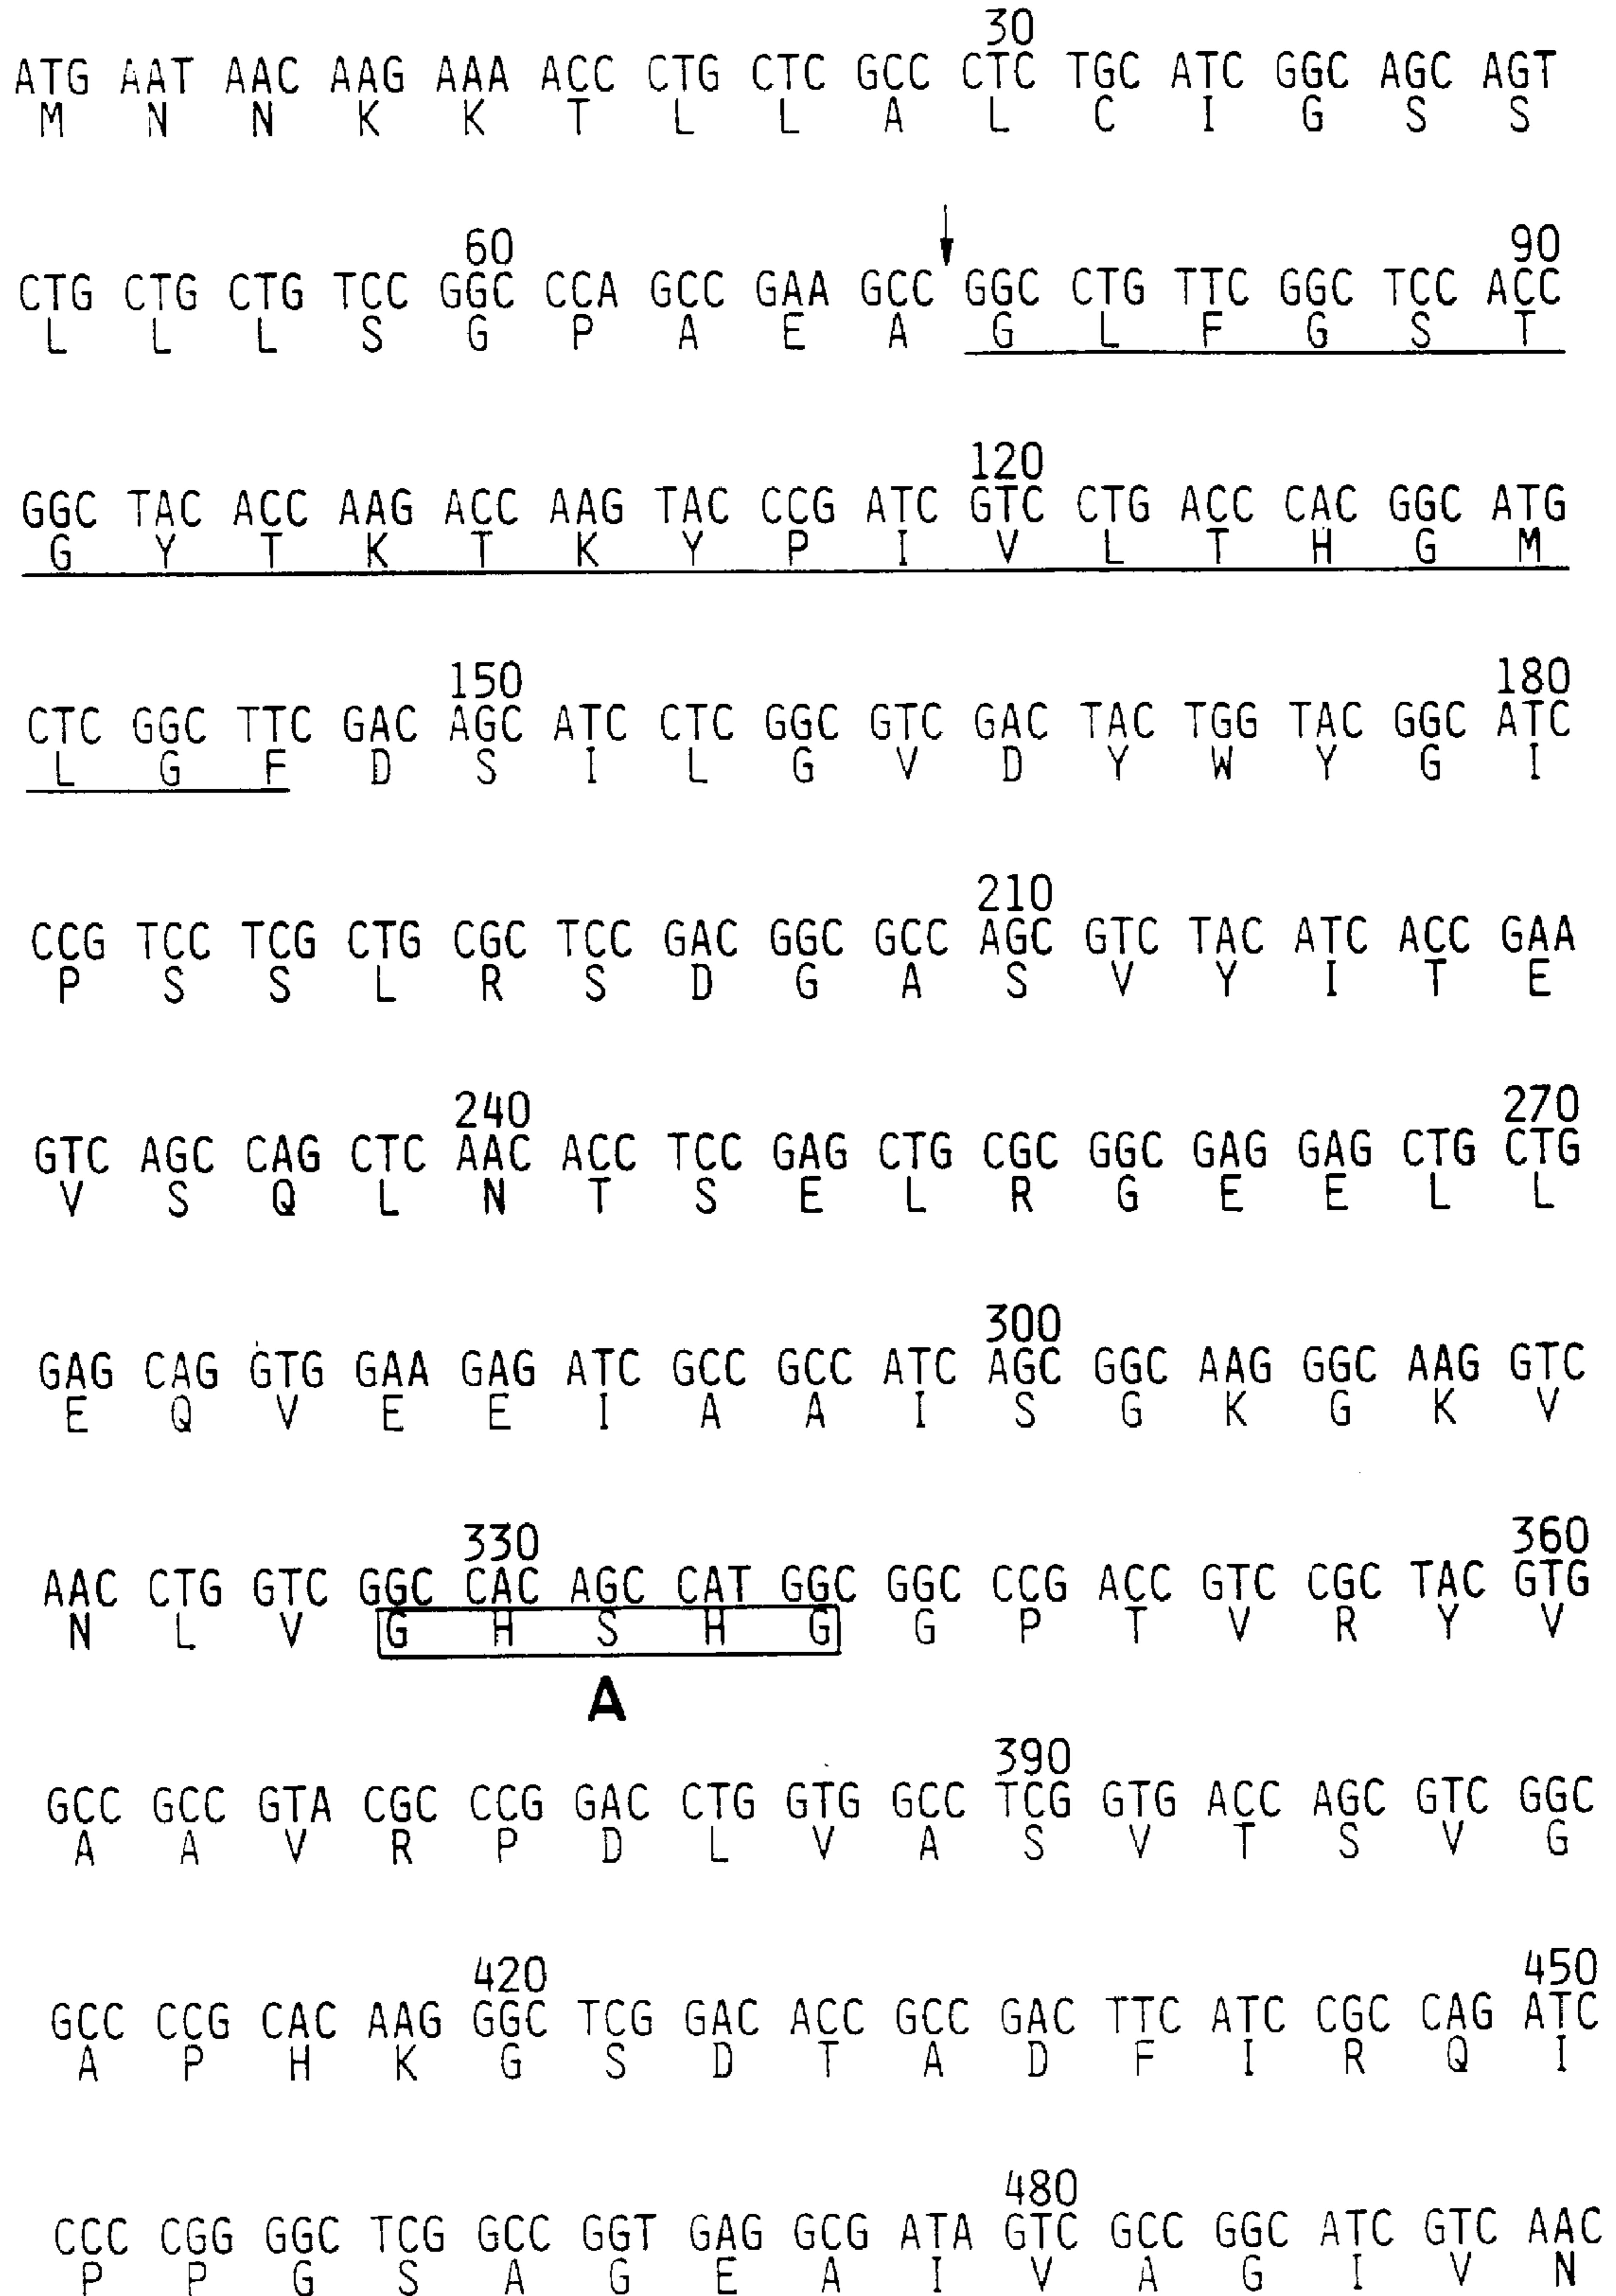 30
ATG AAT AAC AAG AAA ACC CTG CTC GCC CTC TGC ATC GGC AGC AGT
M N N K K T L L A L C I G S S
60 90
CTG CTG CTG TCC GGC CCA GCC GAA GCC GGC CTG TTC GGC TCC ACC
L L L S G P A E A G L F G S T
120
GGC TAC ACC AAG ACC AAG TAC CCG ATC GTC CTG ACC CAC GGC ATG
G Y T K T K Y P I V L T H G M
150 180
CTC GGC TTC GAC AGC ATC CTC GGC GTC GAC TAC TGG TAC GGC ATC
L G F D S I L G V D Y W Y G I
210
CCG TCC TCG CTG CGC TCC GAC GGC GCC AGC GTC TAC ATC ACC GAA
P S S L R S D G A S V Y I T E
240 270
GTC AGC CAG CTC AAC ACC TCC GAG CTG CGC GGC GAG GAG CTG CTG
V S Q L N T S E L R G E E L L
300
GAG CAG GTG GAA GAG ATC GCC GCC ATC AGC GGC AAG GGC AAG GTC
E Q V E E I A A I S G K G K V
330 360
AAC CTG GTC GGC CAC AGC CAT GGC GGC CCG ACC GTC CGC TAC GTG
N L V G H S H G G P T V R Y V
A
390
GCC GCC GTA CGC CCG GAC CTG GTG GCC TCG GTG ACC AGC GTC GGC
A A V R P D L V A S V T S V G
420 450
GCC CCG CAC AAG GGC TCG GAC ACC GCC GAC TTC ATC CGC CAG ATC
A P H K G S D T A D F I R Q I
480
CCC CGG GGC TCG GCC GGT GAG GCG ATA GTC GCC GGC ATC GTC AAC
P P G S A G E A I V A G I V N